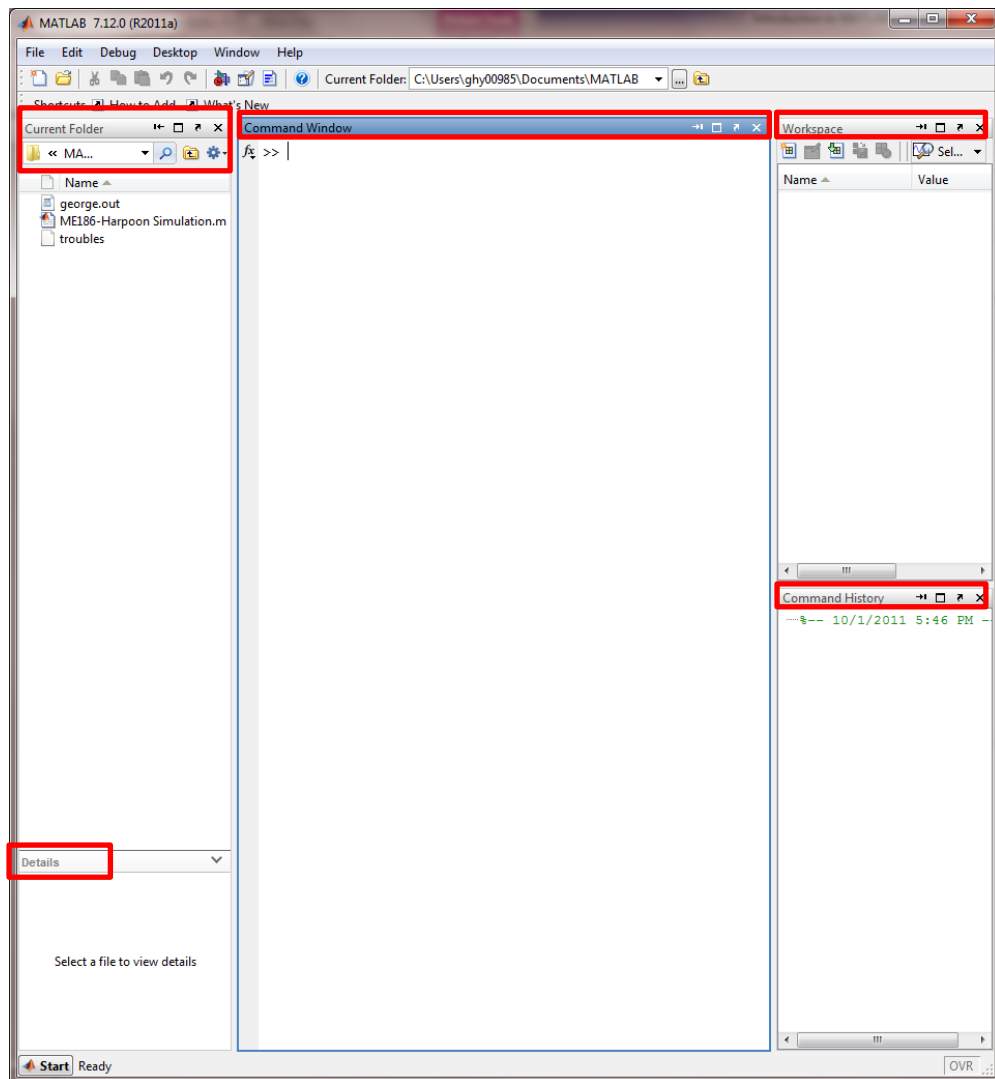 MATLAB 7.12.0 (R2011a)
File Edit Debug Desktop Window Help
Current Folder: C:\Users\ghy00985\Documents\MATLAB
Shortcuts How to Add What's New
Current Folder
« MA...
Name
george.out
ME186-Harpoon Simulation.m
troubles
Details
Select a file to view details
Command Window
fx >>
Workspace
Sel...
Name Value
Command History
%-- 10/1/2011 5:46 PM -
Start Ready
OVR